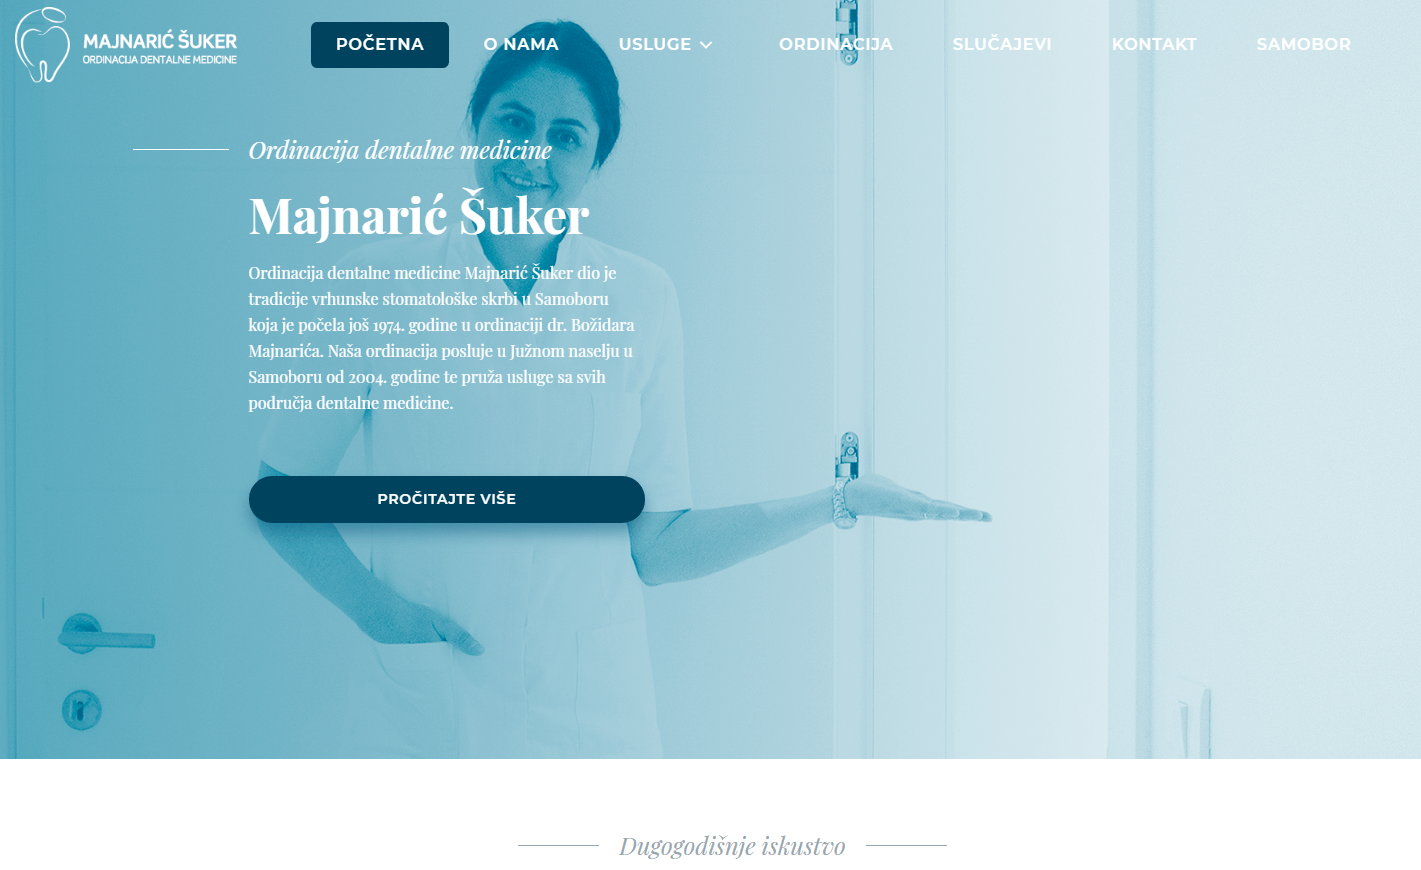 MAJNARIĆ ŠUKER
ORDINACIJA DENTALNE MEDICINE
POČETNA
O NAMA
USLUGE
ORDINACIJA
SLUČAJEVI
KONTAKT
SAMOBOR
Ordinacija dentalne medicine
Majnarić Šuker
Ordinacija dentalne medicine Majnarić Šuker dio je
tradicije vrhunske stomatološke skrbi u Samoboru
koja je počela još 1974. godine u ordinaciji dr. Božidara
Majnarića. Naša ordinacija posluje u Južnom naselju u
Samoboru od 2004. godine te pruža usluge sa svih
područja dentalne medicine.
PROČITAJTE VIŠE
Dugogodišnje iskustvo